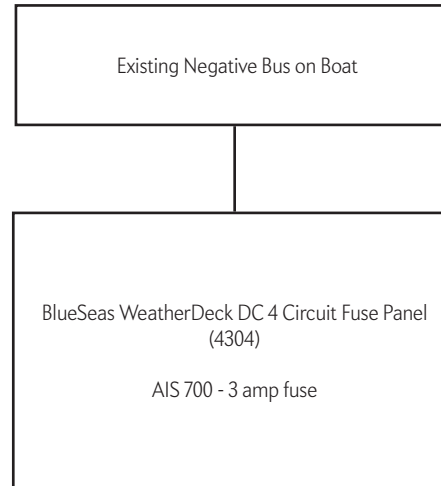 Existing Negative Bus on Boat
BlueSeas WeatherDeck DC 4 Circuit Fuse Panel
(4304)
AIS 700 - 3 amp fuse